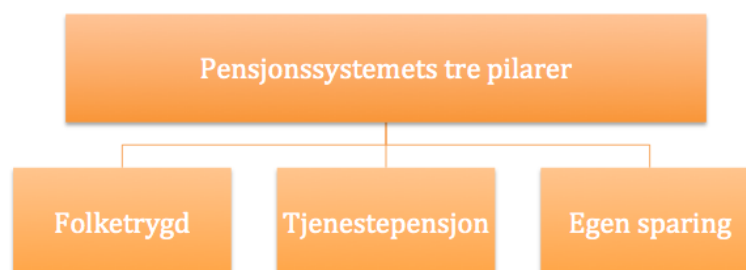 Pensjonssystemets tre pilarer
Folketrygd
Tjenestepensjon
Egen sparing